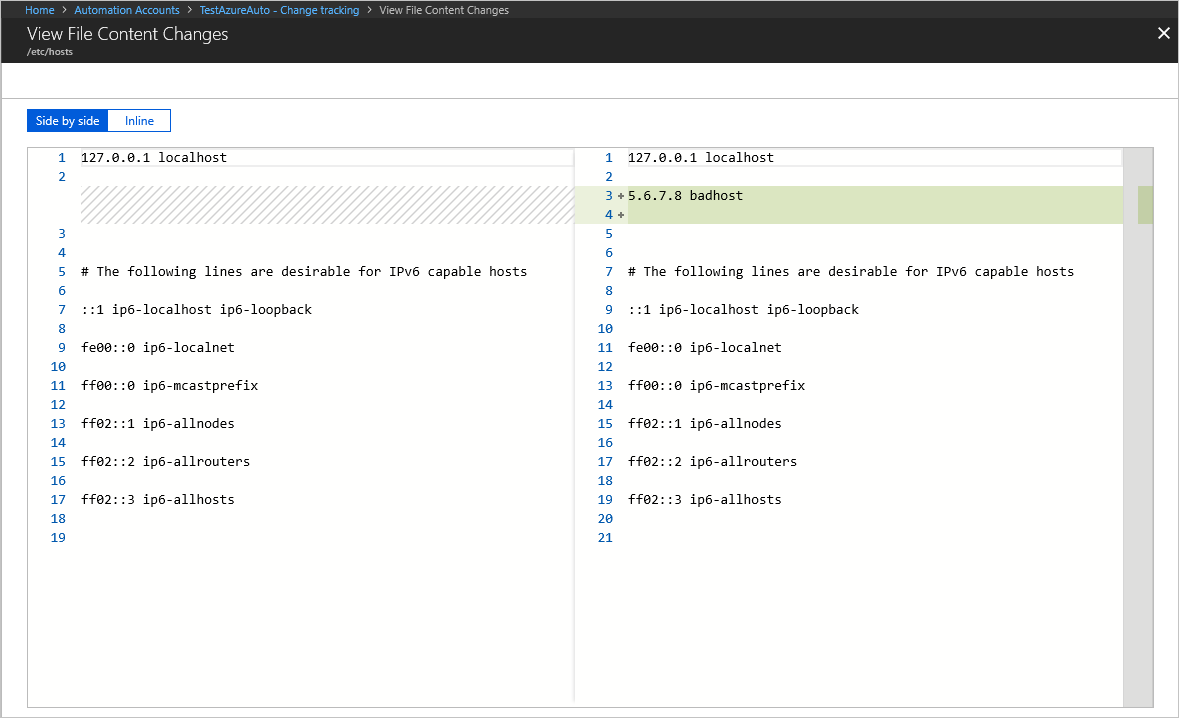 Home > Automation Accounts > TestAzureAuto - Change tracking > View File Content Changes
View File Content Changes
/etc/hosts
Side by side Inline
1 127.0.0.1 localhost
2
3
4
5 # The following lines are desirable for IPv6 capable hosts
6
7 ::1 ip6-localhost ip6-loopback
8
9 fe00::0 ip6-localnet
10
11 ff00::0 ip6-mcastprefix
12
13 ff02::1 ip6-allnodes
14
15 ff02::2 ip6-allrouters
16
17 ff02::3 ip6-allhosts
18
19
1 127.0.0.1 localhost
2
3 + 5.6.7.8 badhost
4 +
5
6
7 # The following lines are desirable for IPv6 capable hosts
8
9 ::1 ip6-localhost ip6-loopback
10
11 fe00::0 ip6-localnet
12
13 ff00::0 ip6-mcastprefix
14
15 ff02::1 ip6-allnodes
16
17 ff02::2 ip6-allrouters
18
19 ff02::3 ip6-allhosts
20
21